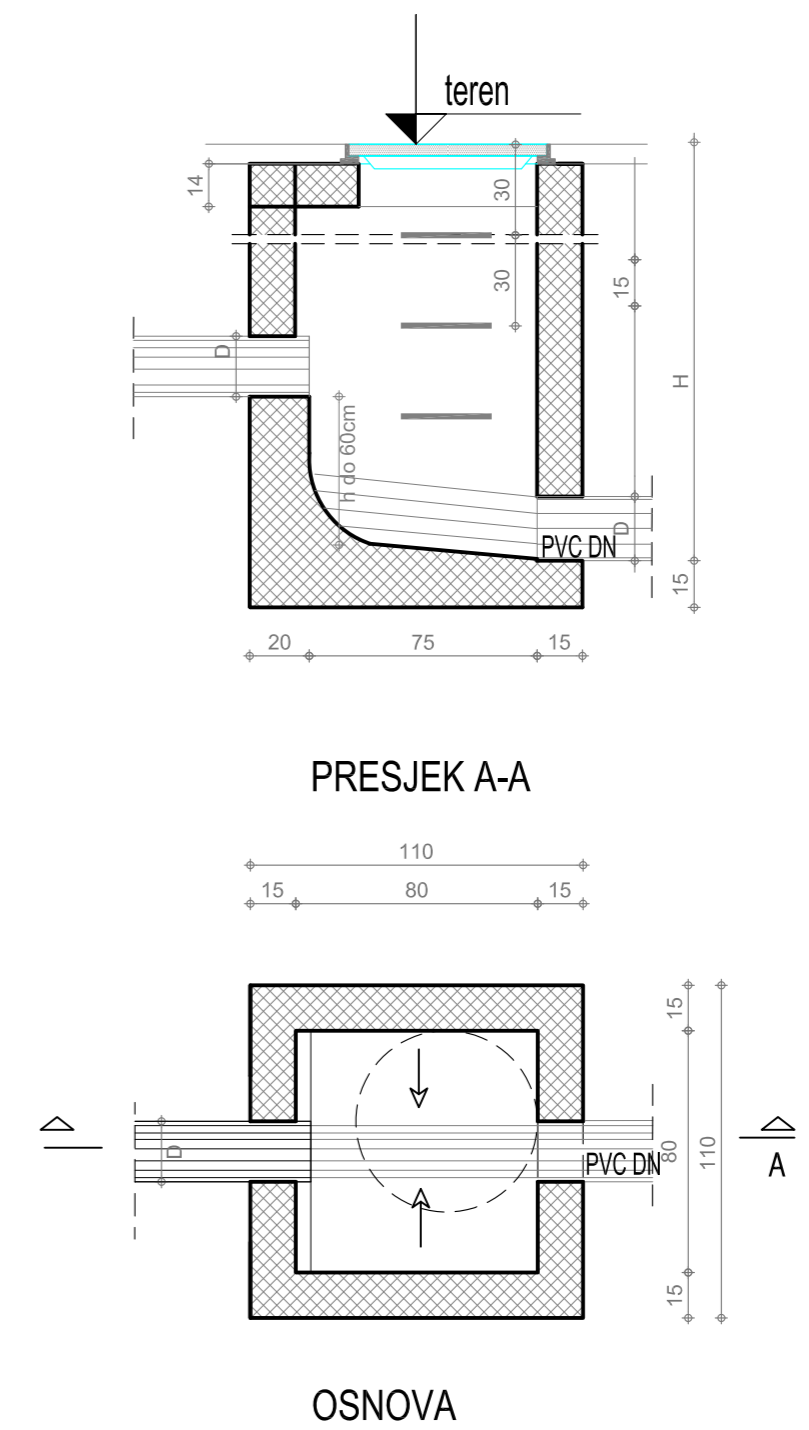 teren
14
30
30
15
D
H
h do 60cm
D
PVC DN
15
20
75
15
PRESJEK A-A
110
15
80
15
15
D
80
110
PVC DN
A
15
OSNOVA